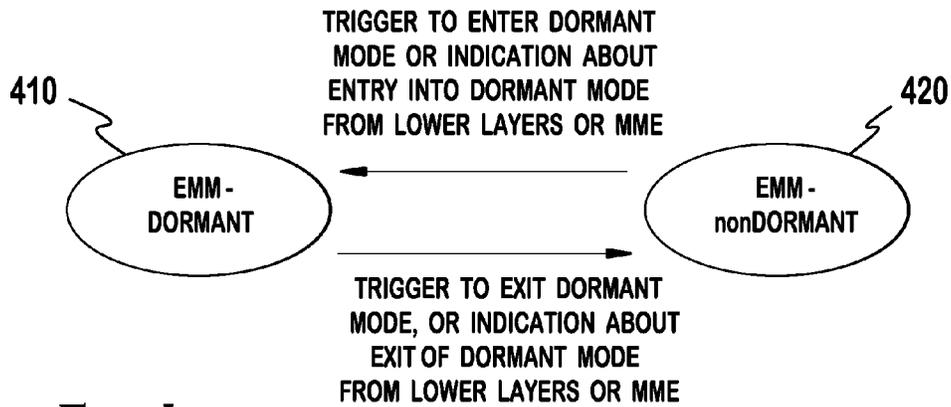 TRIGGER TO ENTER DORMANT
MODE OR INDICATION ABOUT
ENTRY INTO DORMANT MODE
FROM LOWER LAYERS OR MME
410
420
EMM -
DORMANT
EMM -
nonDORMANT
TRIGGER TO EXIT DORMANT
MODE, OR INDICATION ABOUT
EXIT OF DORMANT MODE
FROM LOWER LAYERS OR MME